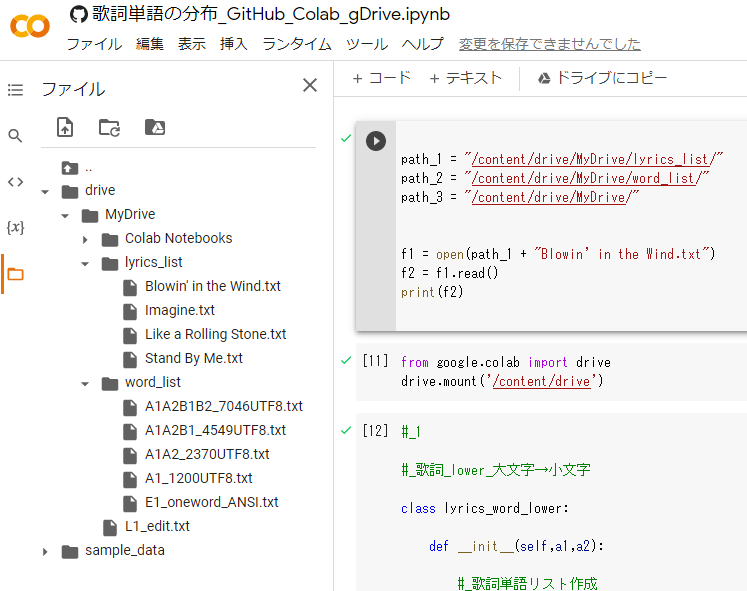 歌詞単語の分布_GitHub_Colab_gDrive.ipynb
ファイル 編集 表示 挿入 ランタイム ツール ヘルプ 変更を保存できませんでした
ファイル
+ コード + テキスト ドライブにコピー
..
drive
MyDrive
Colab Notebooks
lyrics_list
Blowin' in the Wind.txt
Imagine.txt
Like a Rolling Stone.txt
Stand By Me.txt
word_list
A1A2B1B2_7046UTF8.txt
A1A2B1_4549UTF8.txt
A1A2_2370UTF8.txt
A1_1200UTF8.txt
E1_oneword_ANSI.txt
L1_edit.txt
sample_data
path_1 = "/content/drive/MyDrive/lyrics_list/"
path_2 = "/content/drive/MyDrive/word_list/"
path_3 = "/content/drive/MyDrive/"
f1 = open(path_1 + "Blowin’ in the Wind.txt")
f2 = f1.read()
print(f2)
[11] from google.colab import drive
drive.mount('/content/drive')
[12] #_1
#_歌詞_lower_大文字→小文字
class lyrics_word_lower:
def __init__(self,a1,a2):
#_歌詞単語リスト作成